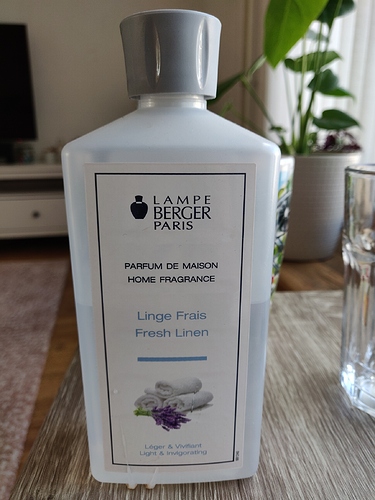 LAMPE
BERGER
PARIS
PARFUM DE MAISON
HOME FRAGRANCE
Linge Frais
Fresh Linen
Léger & Vivifiant
Light & Invigorating